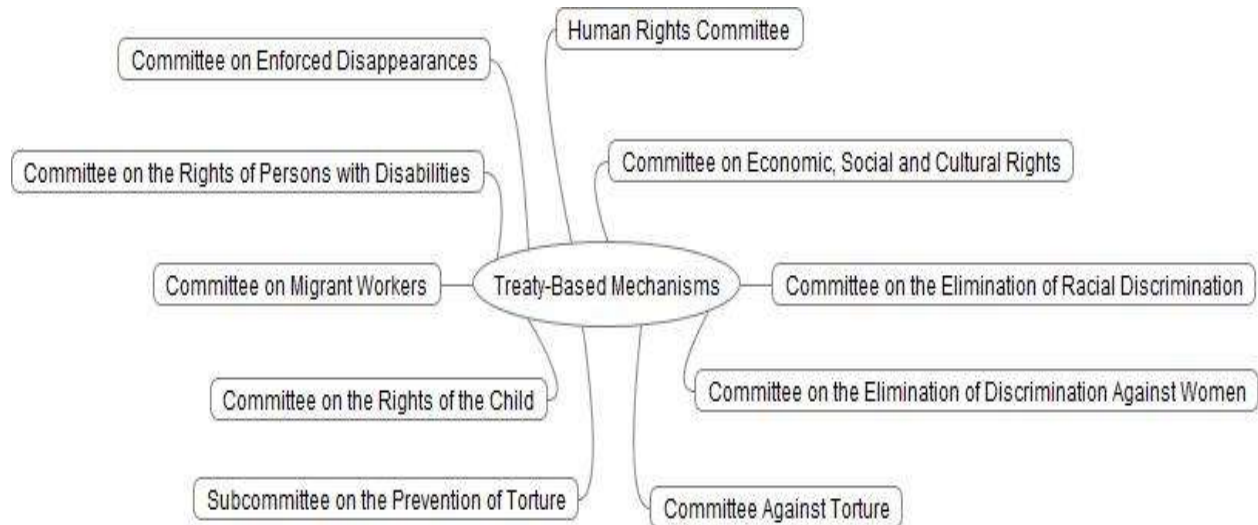 Human Rights Committee
Committee on Enforced Disappearances
Committee on Economic, Social and Cultural Rights
Committee on the Rights of Persons with Disabilities
Committee on Migrant Workers
Treaty-Based Mechanisms
Committee on the Elimination of Racial Discrimination
Committee on the Rights of the Child
Committee on the Elimination of Discrimination Against Women
Subcommittee on the Prevention of Torture
Committee Against Torture